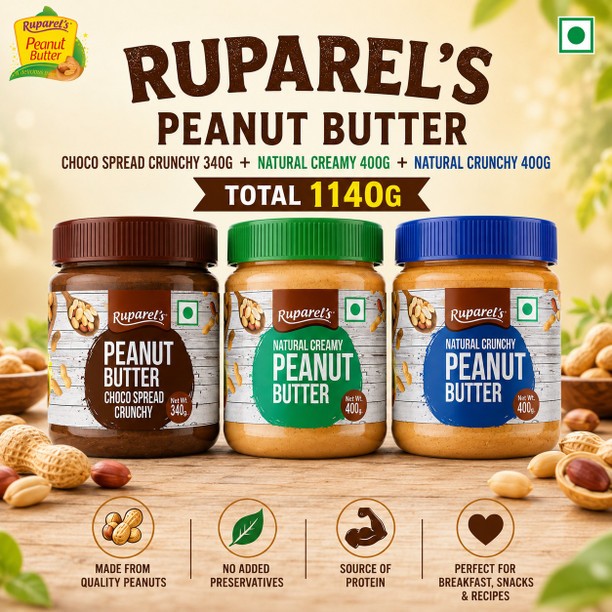 Ruparel's
Peanut
Butter
RUPAREL'S
PEANUT BUTTER
CHOCO SPREAD CRUNCHY 340G + NATURAL CREAMY 400G + NATURAL CRUNCHY 400G
TOTAL 1140G
Ruparel's
PEANUT
BUTTER
CHOCO SPREAD
CRUNCHY
Net Wt.
340g.
Ruparel's
NATURAL CREAMY
PEANUT
BUTTER
Net Wt.
400g.
Ruparel's
NATURAL CRUNCHY
PEANUT
BUTTER
Net Wt.
400g.
MADE FROM
QUALITY PEANUTS
NO ADDED
PRESERVATIVES
SOURCE OF
PROTEIN
PERFECT FOR
BREAKFAST, SNACKS
& RECIPES